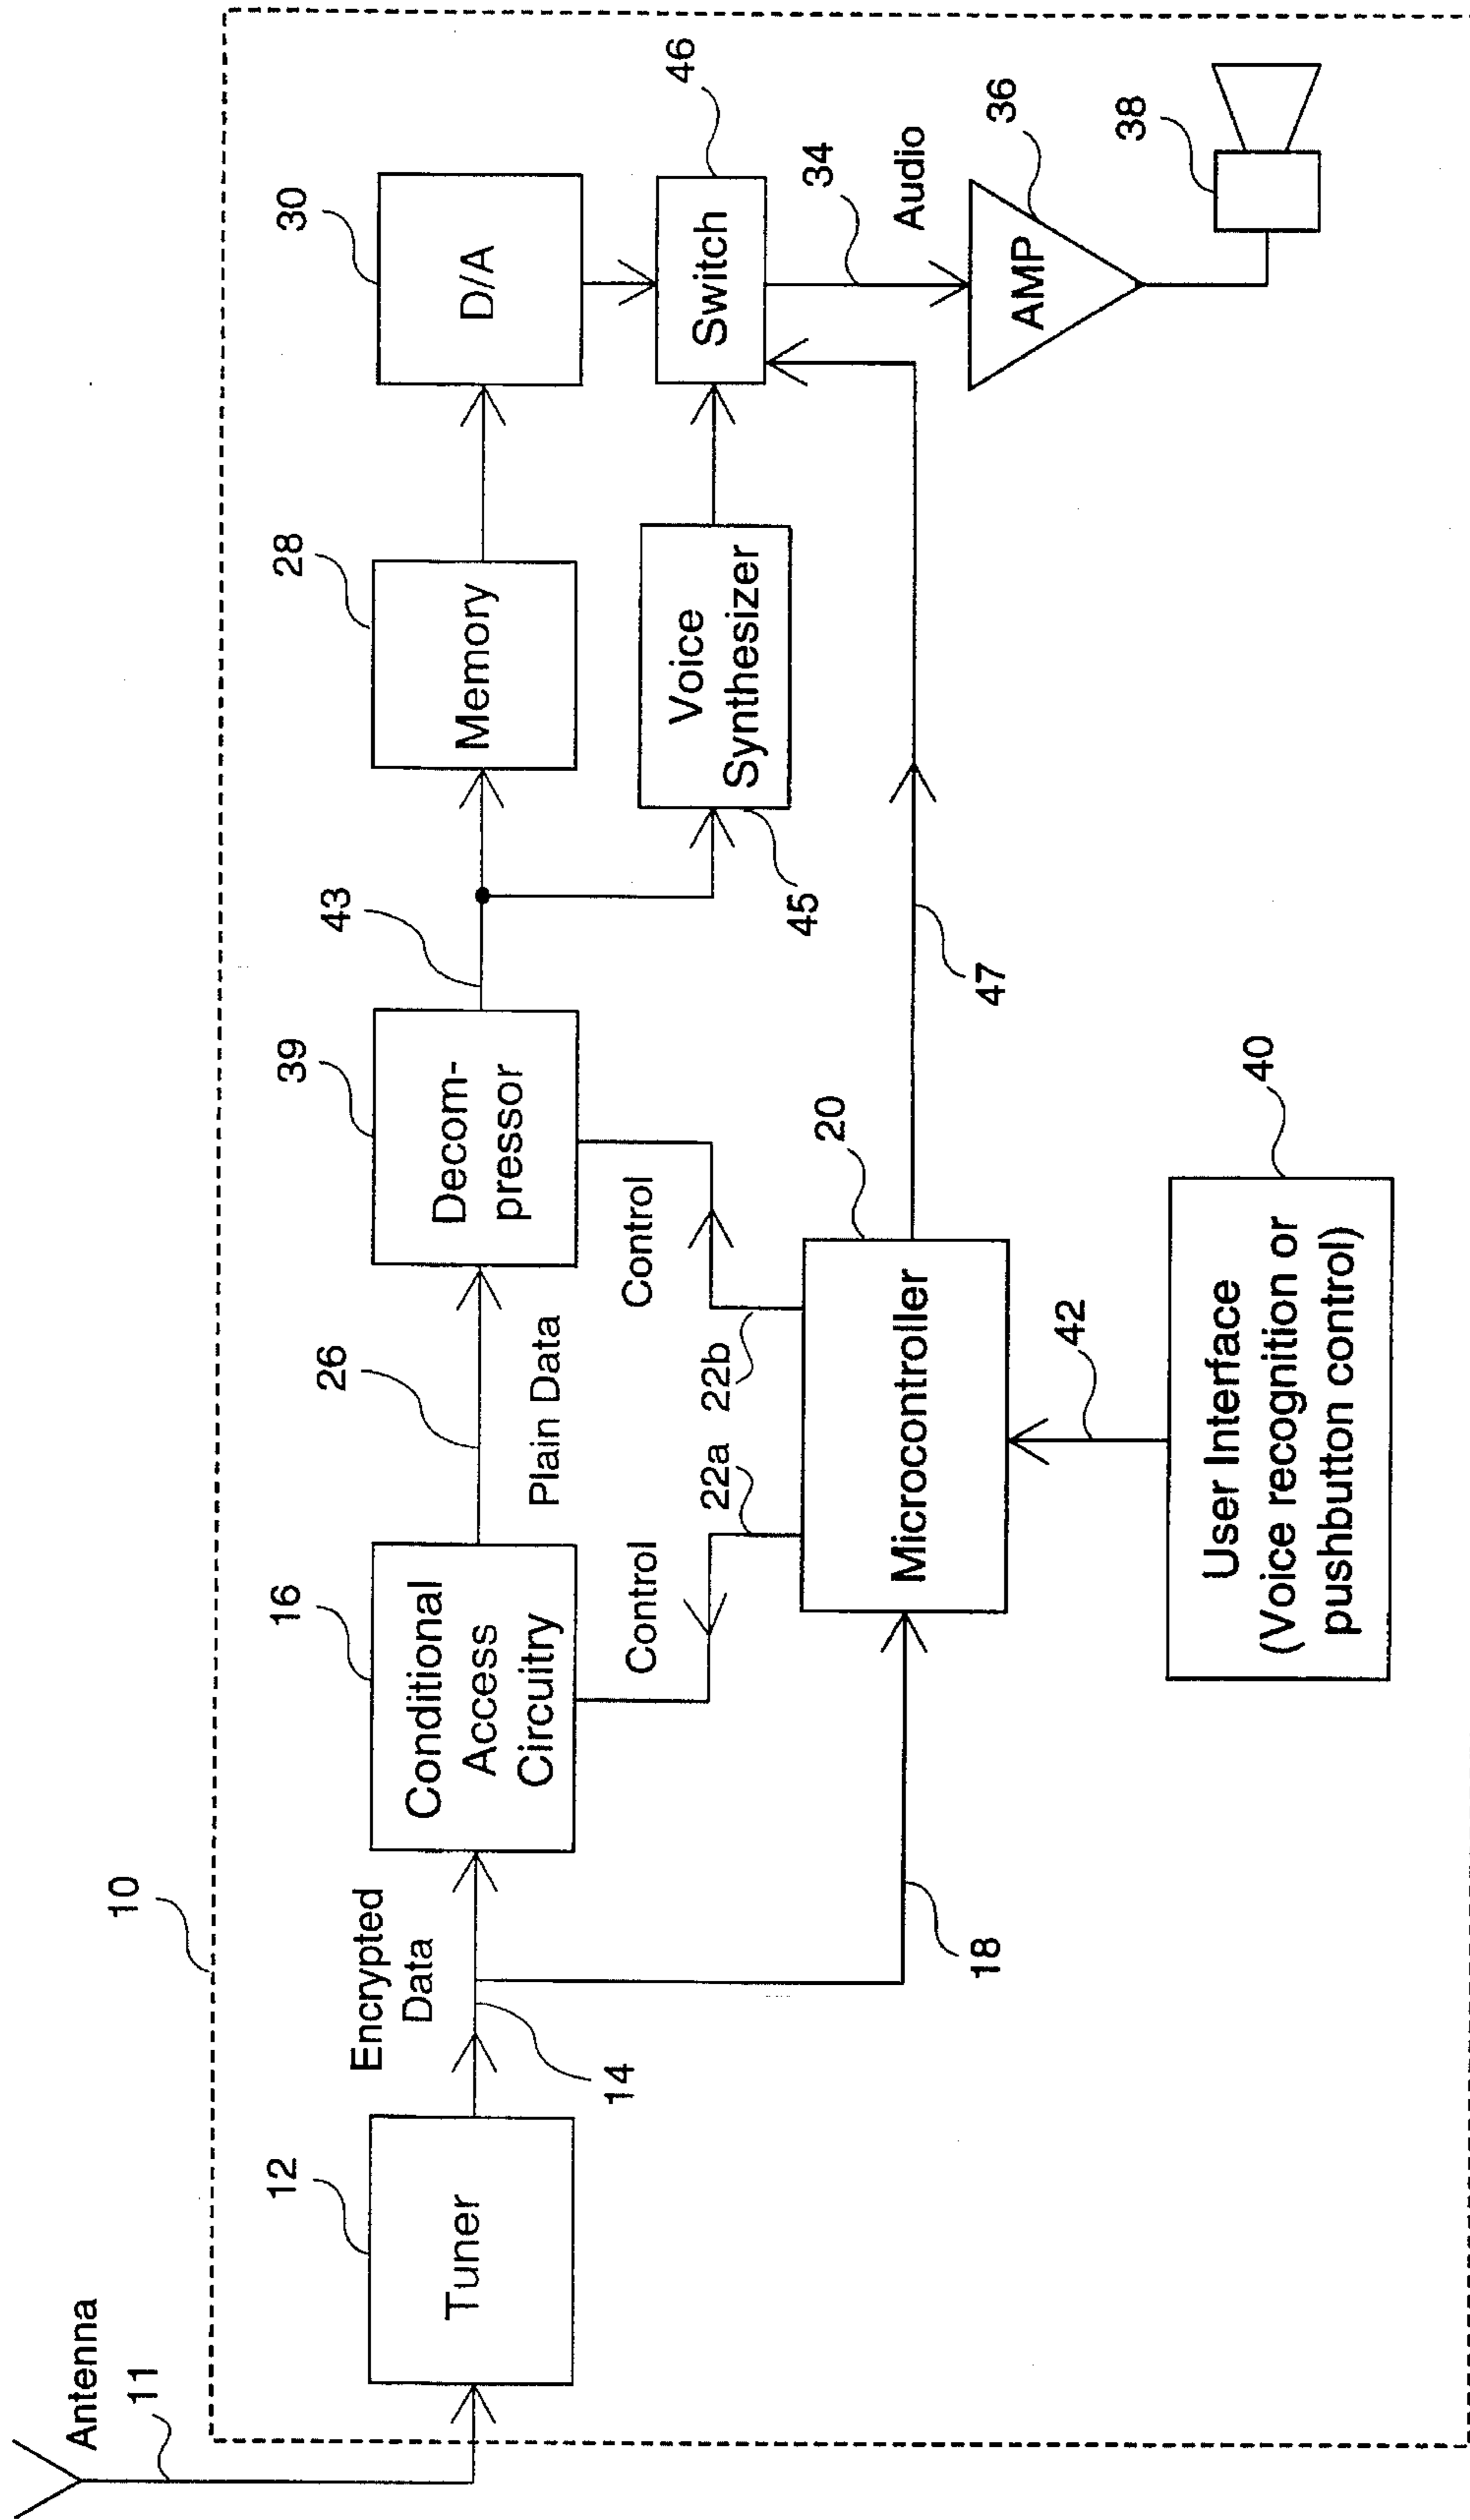 Antenna
11
10
12
Tuner
Encrypted
Data
14
18
16
Conditional
Access
Circuitry
26
Plain Data
Control
22a
Control
22b
39
Decom-
pressor
43
28
Memory
30
D/A
45
Voice
Synthesizer
46
Switch
34
Audio
36
AMP
38
20
Microcontroller
47
42
40
User Interface
(Voice recognition or
pushbutton control)